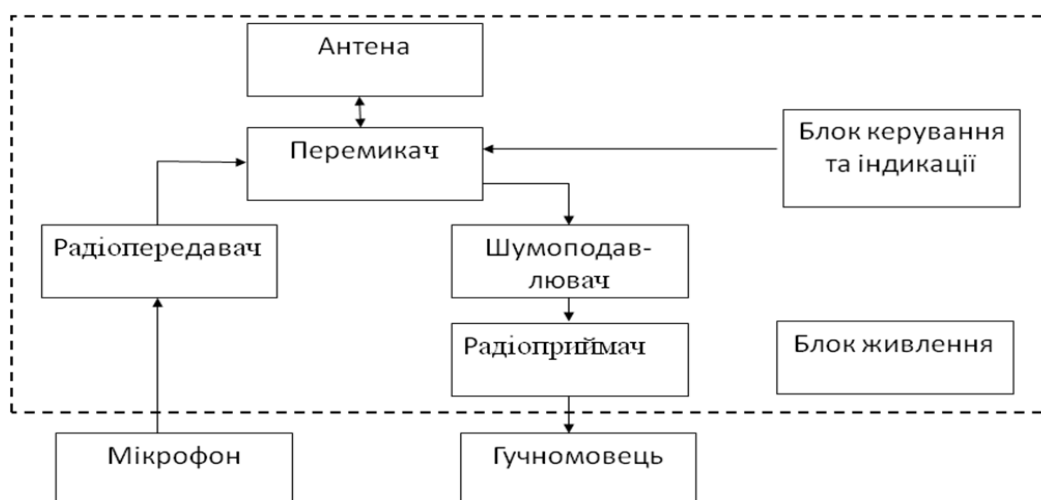 Антена
Перемикач
Блок керування
та індикації
Радіопередавач
Шумоподав-
лювач
Радіоприймач
Блок живлення
Мікрофон
Гучномовець